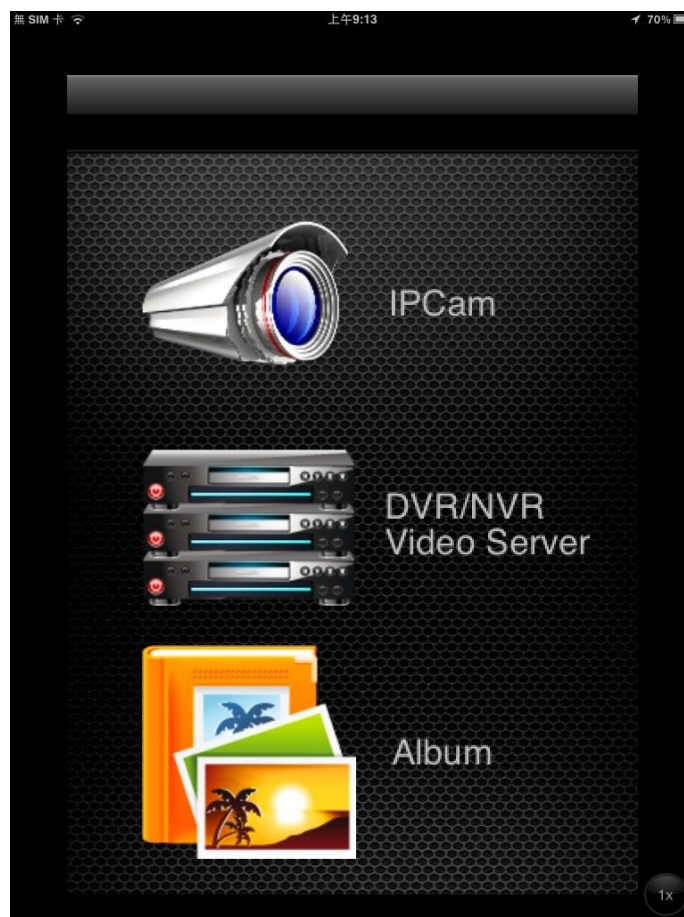 無 SIM 卡
上午9:13
70%
IPCam
DVR/NVR
Video Server
Album
1x